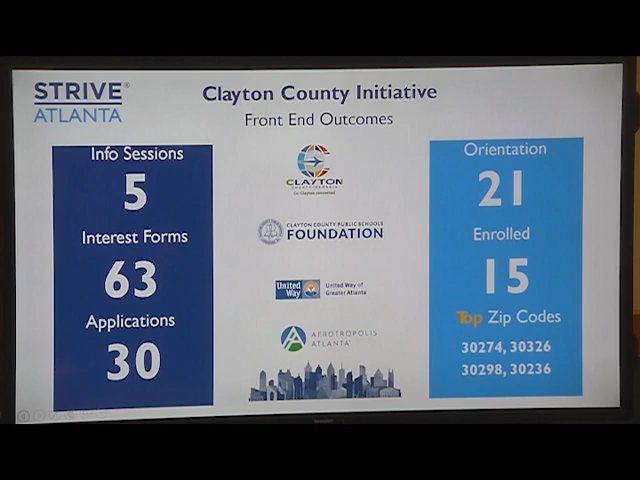 STRIVE®
ATLANTA
Clayton County Initiative
Front End Outcomes
Info Sessions
5
Interest Forms
63
Applications
30
CLAYTON
COUNTY, GEORGIA
CLAYTON COUNTY PUBLIC SCHOOLS
FOUNDATION
United
Way
United Way of
Greater Atlanta
AEROTROPOLIS
ATLANTA
Orientation
21
Enrolled
15
Top Zip Codes
30274, 30326
30298, 30236